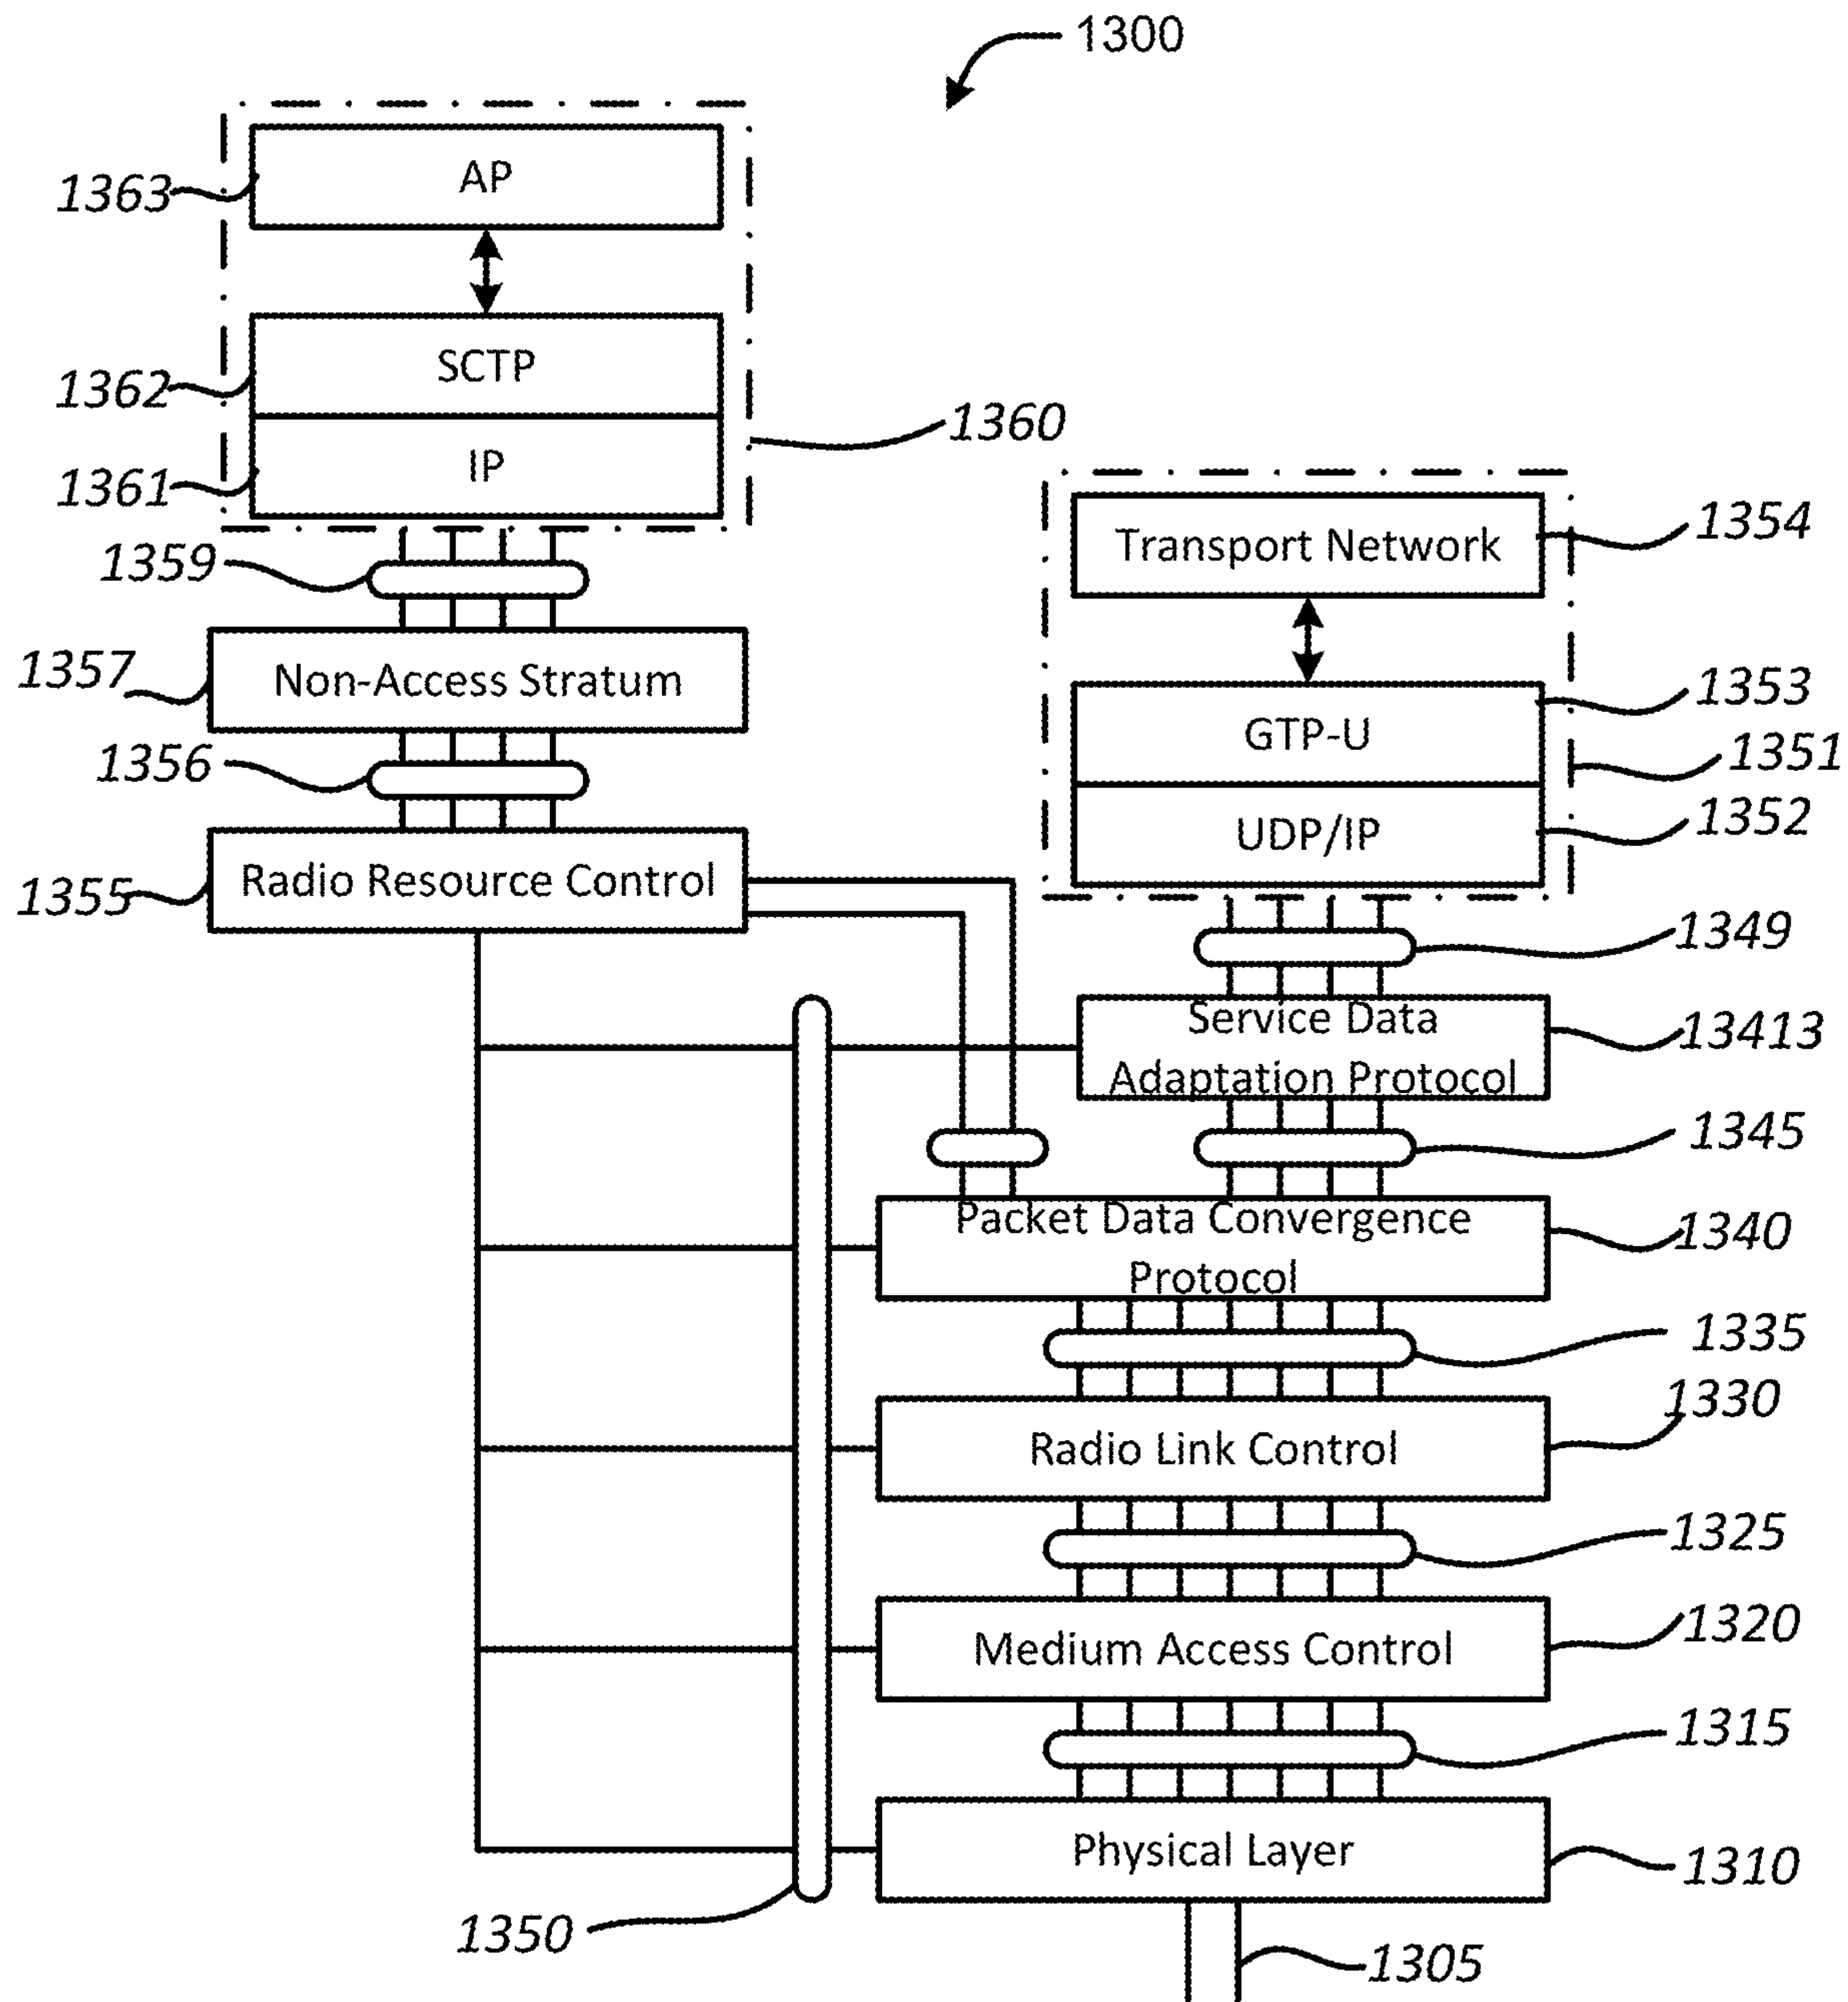 1300
AP
1363
SCTP
1362
1360
IP
1361
1354
Transport Network
1359
1357
Non-Access Stratum
1353
GTP-U
1351
1356
1352
UDP/IP
Radio Resource Control
1355
1349
Service Data
13413
Adaptation Protocol
1345
Packet Data Convergence
1340
Protocol
1335
1330
Radio Link Control
1325
1320
Medium Access Control
1315
Physical Layer
1310
1350
1305